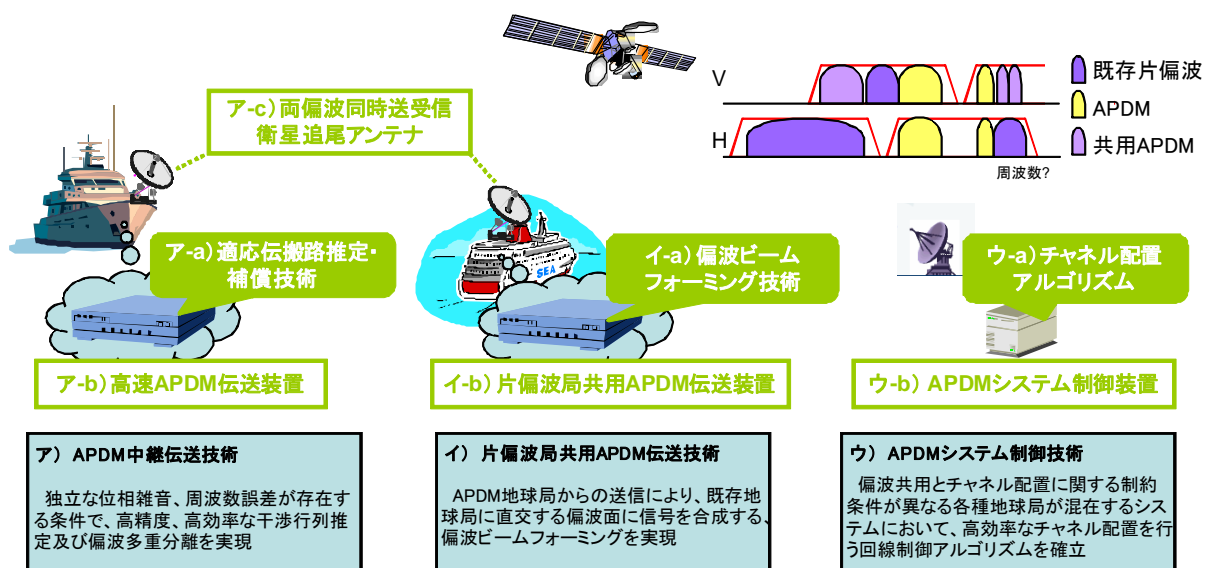 V
H
既存片偏波
APDM
共用APDM
周波数?
ア-c)両偏波同時送受信
衛星追尾アンテナ
ア-a)適応伝搬路推定・
補償技術
SEA
イ-a)偏波ビーム
フォーミング技術
ウ-a)チャネル配置
アルゴリズム
ア-b)高速APDM伝送装置
イ-b)片偏波局共用APDM伝送装置
ウ-b) APDMシステム制御装置
ア) APDM中継伝送技術
独立な位相雑音、周波数誤差が存在す
る条件で、高精度、高効率な干渉行列推
定及び偏波多重分離を実現
イ) 片偏波局共用APDM伝送技術
APDM地球局からの送信により、既存地
球局に直交する偏波面に信号を合成する、
偏波ビームフォーミングを実現
ウ) APDMシステム制御技術
偏波共用とチャネル配置に関する制約
条件が異なる各種地球局が混在するシス
テムにおいて、高効率なチャネル配置を行
う回線制御アルゴリズムを確立